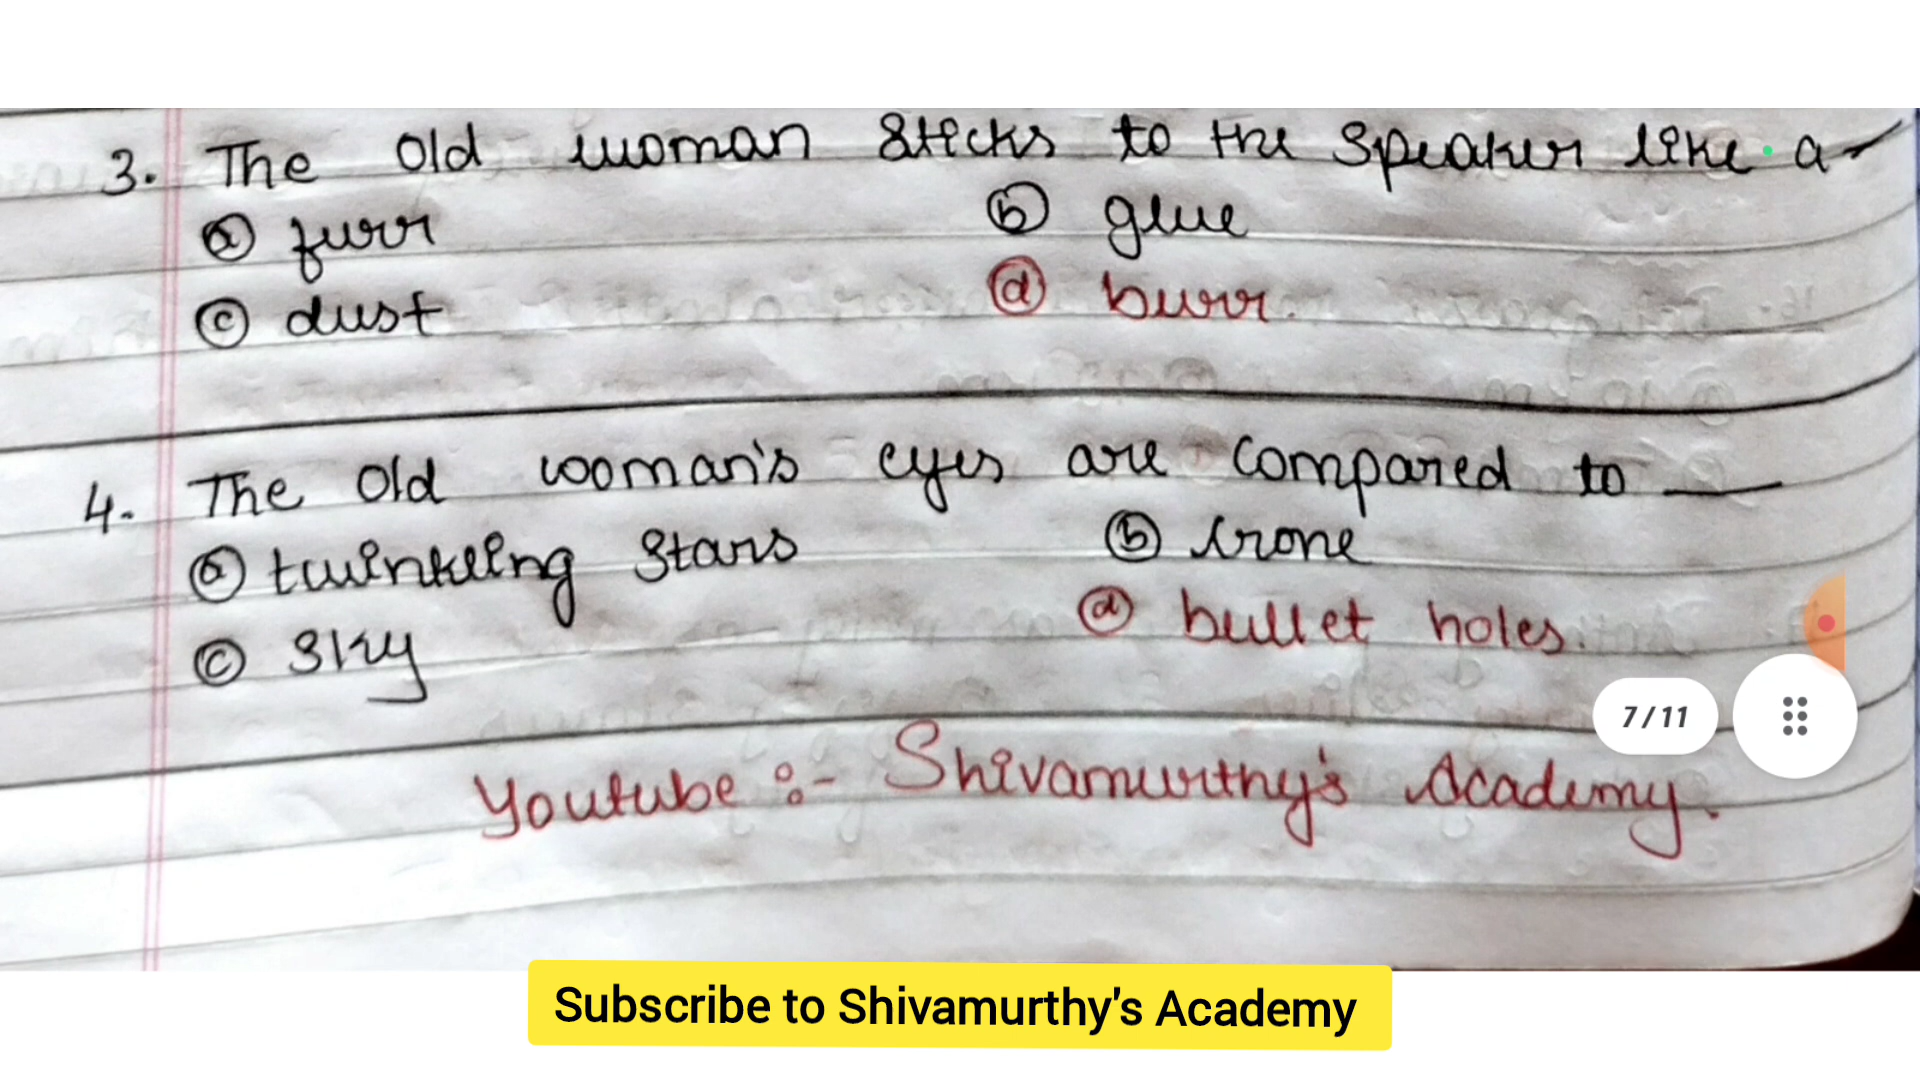 3. The Old woman sticks to the speaker like a -
ⓐ furr ⓑ glue
ⓒ dust ⓓ burr.
4. The Old woman's eyes are compared to ___
ⓐ twinkling stars ⓑ crone
ⓒ sky ⓓ bullet holes.
Youtube :- Shivamurthy's Academy.
7/11
Subscribe to Shivamurthy's Academy